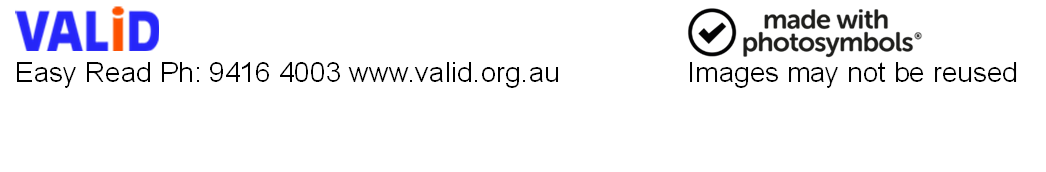 VALiD
Easy Read Ph: 9416 4003 www.valid.org.au
made with
photosymbols®
Images may not be reused